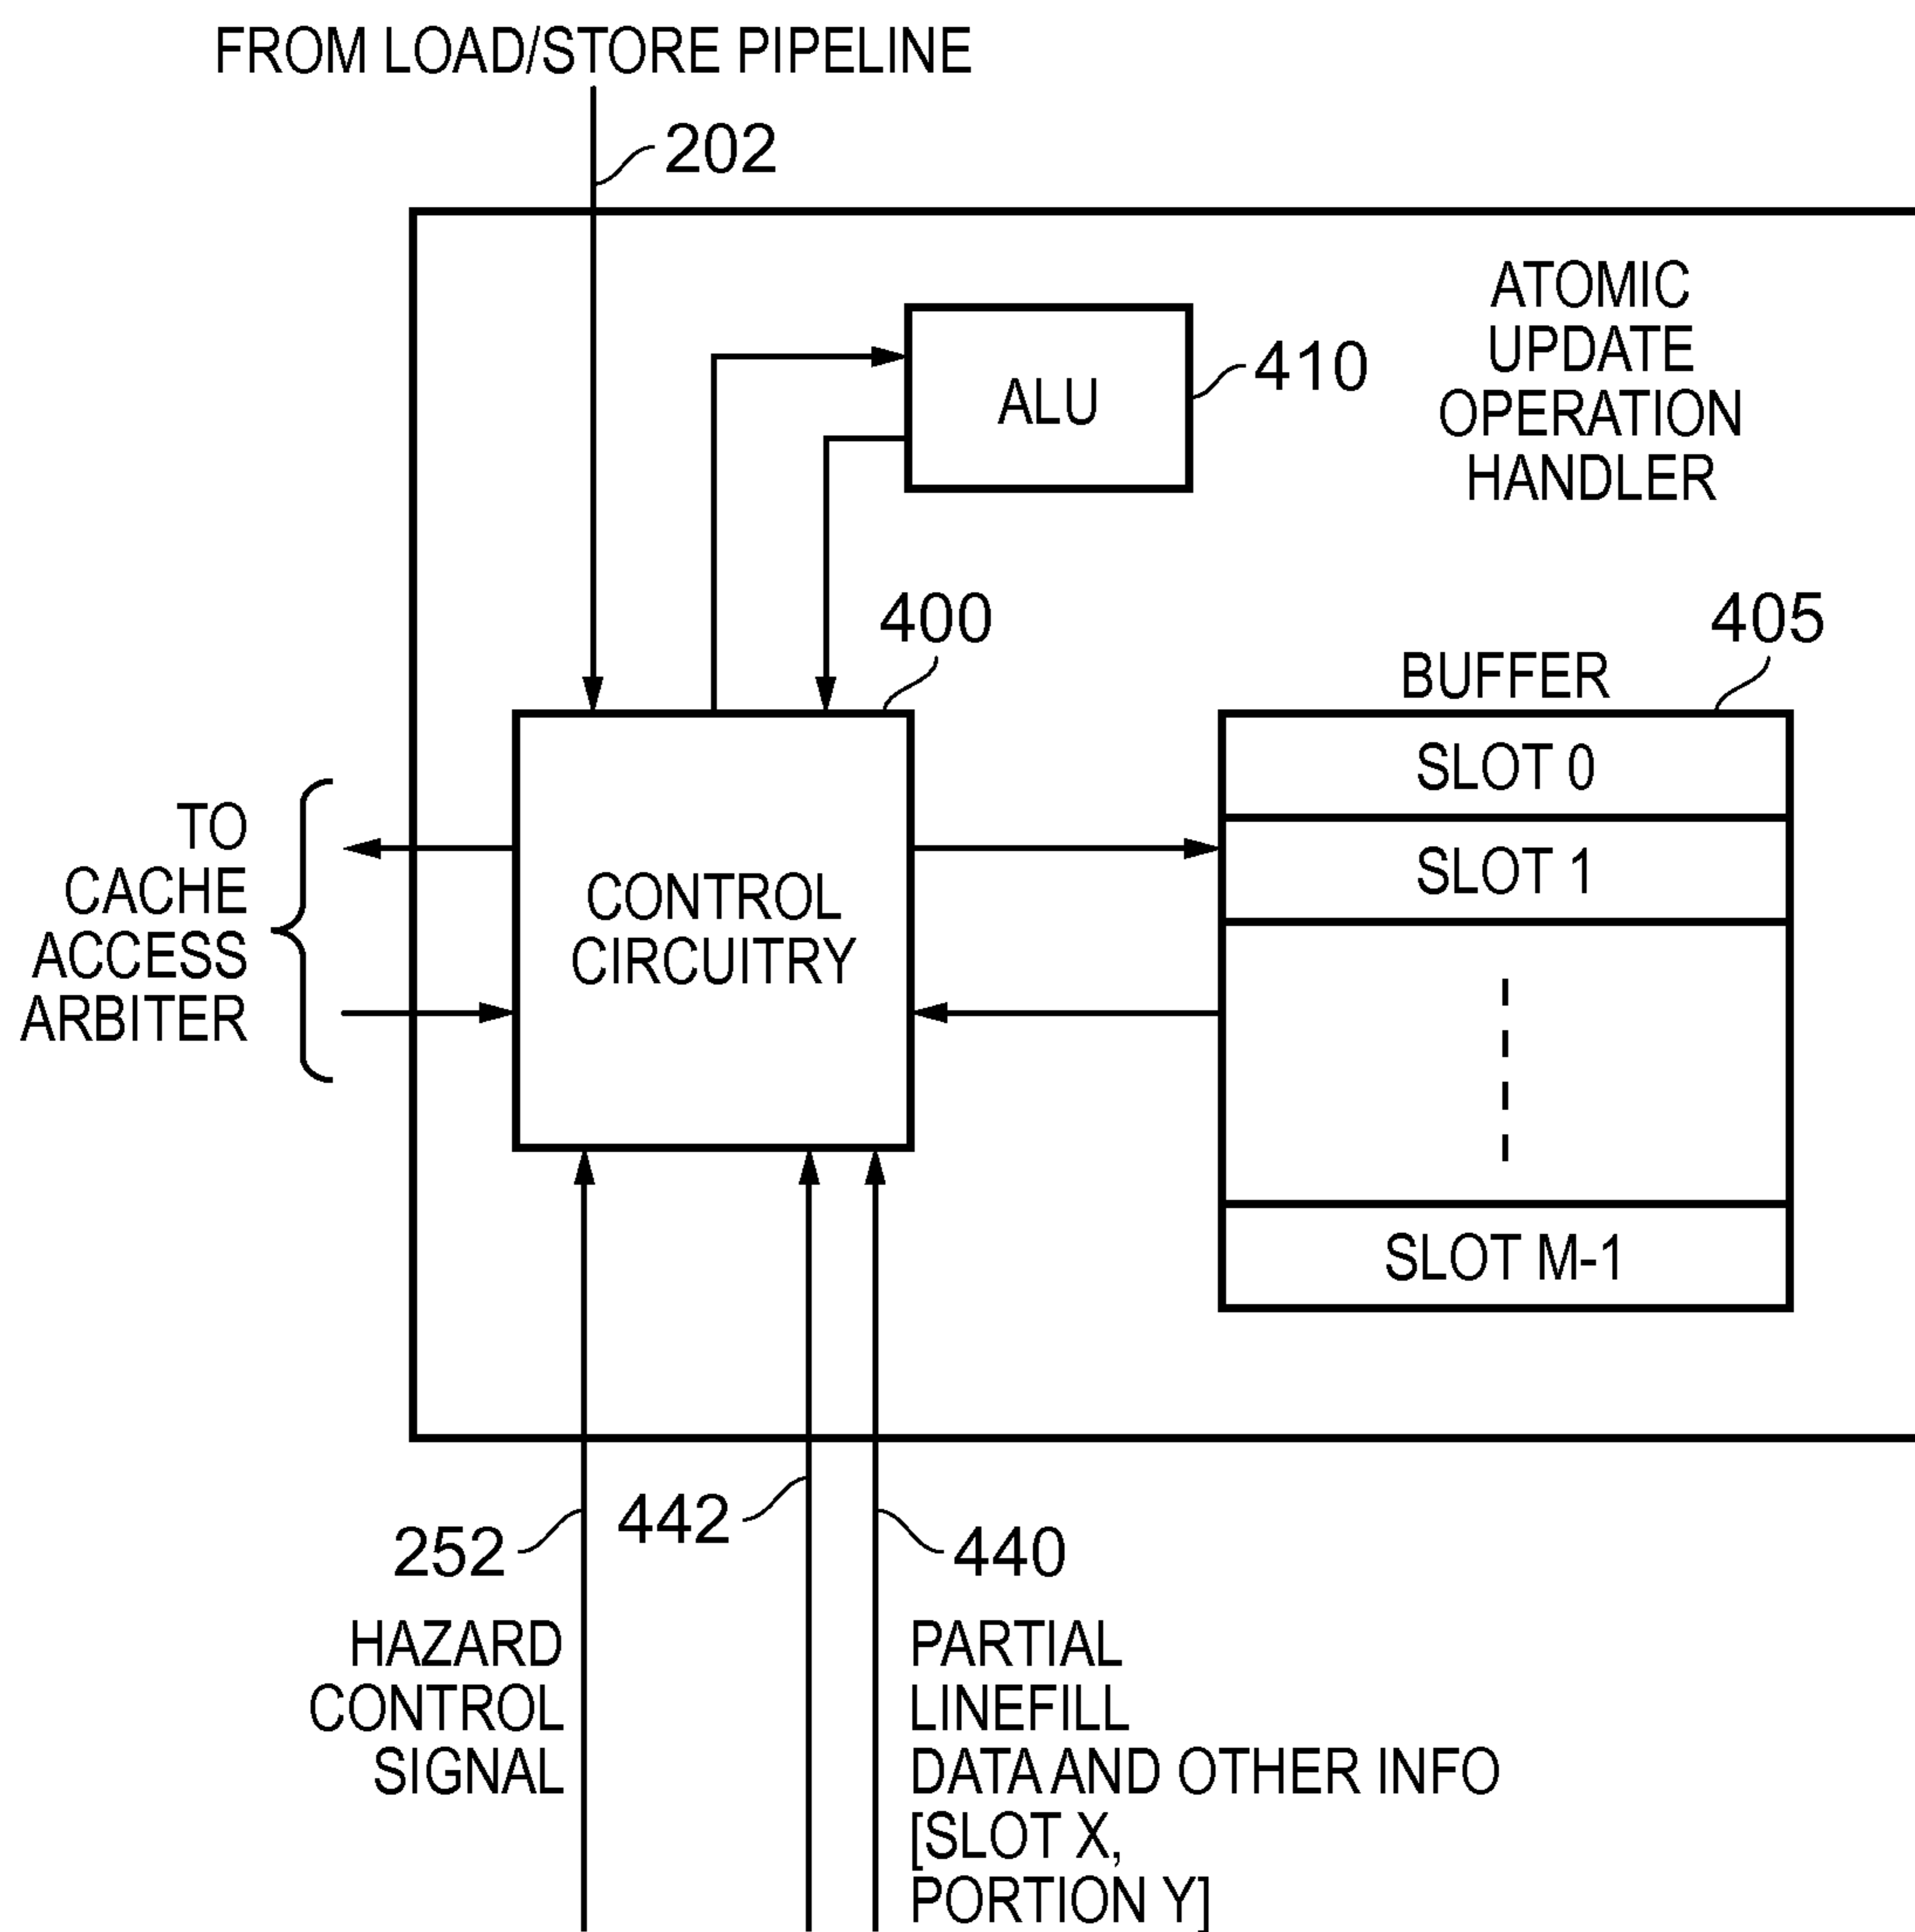 FROM LOAD/STORE PIPELINE
202
ATOMIC
UPDATE
OPERATION
HANDLER
410
ALU
400
405
BUFFER
SLOT 0
SLOT 1
SLOT M-1
TO
CACHE
ACCESS
ARBITER
CONTROL
CIRCUITRY
252
442
440
HAZARD
CONTROL
SIGNAL
PARTIAL
LINEFILL
DATA AND OTHER INFO
[SLOT X,
PORTION Y]